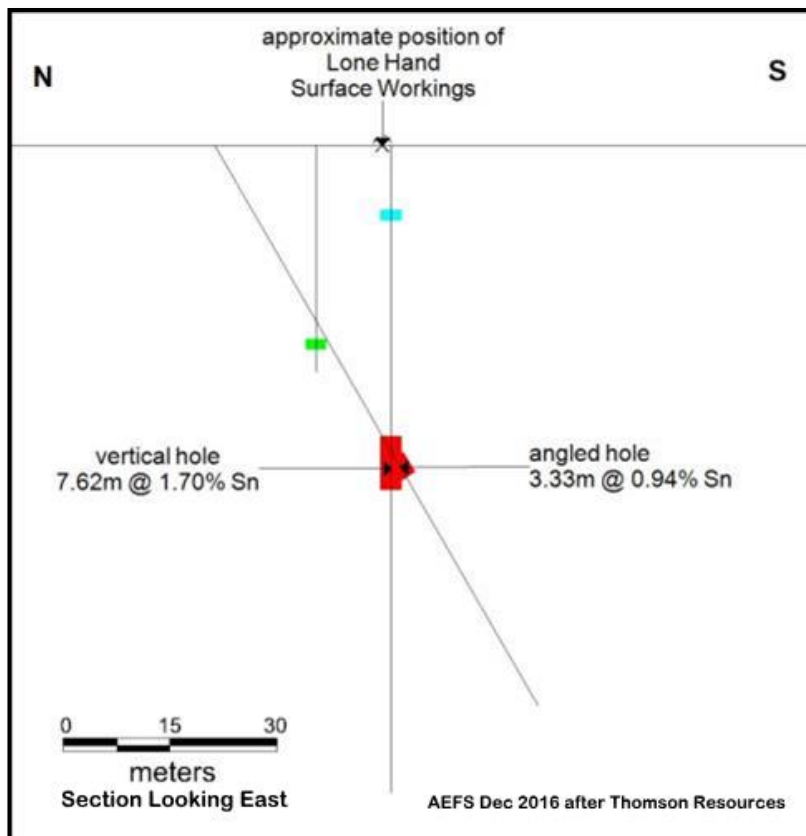 approximate position of
Lone Hand
Surface Workings
N
S
vertical hole
7.62m @ 1.70% Sn
angled hole
3.33m @ 0.94% Sn
0 15 30
meters
Section Looking East
AEFS Dec 2016 after Thomson Resources